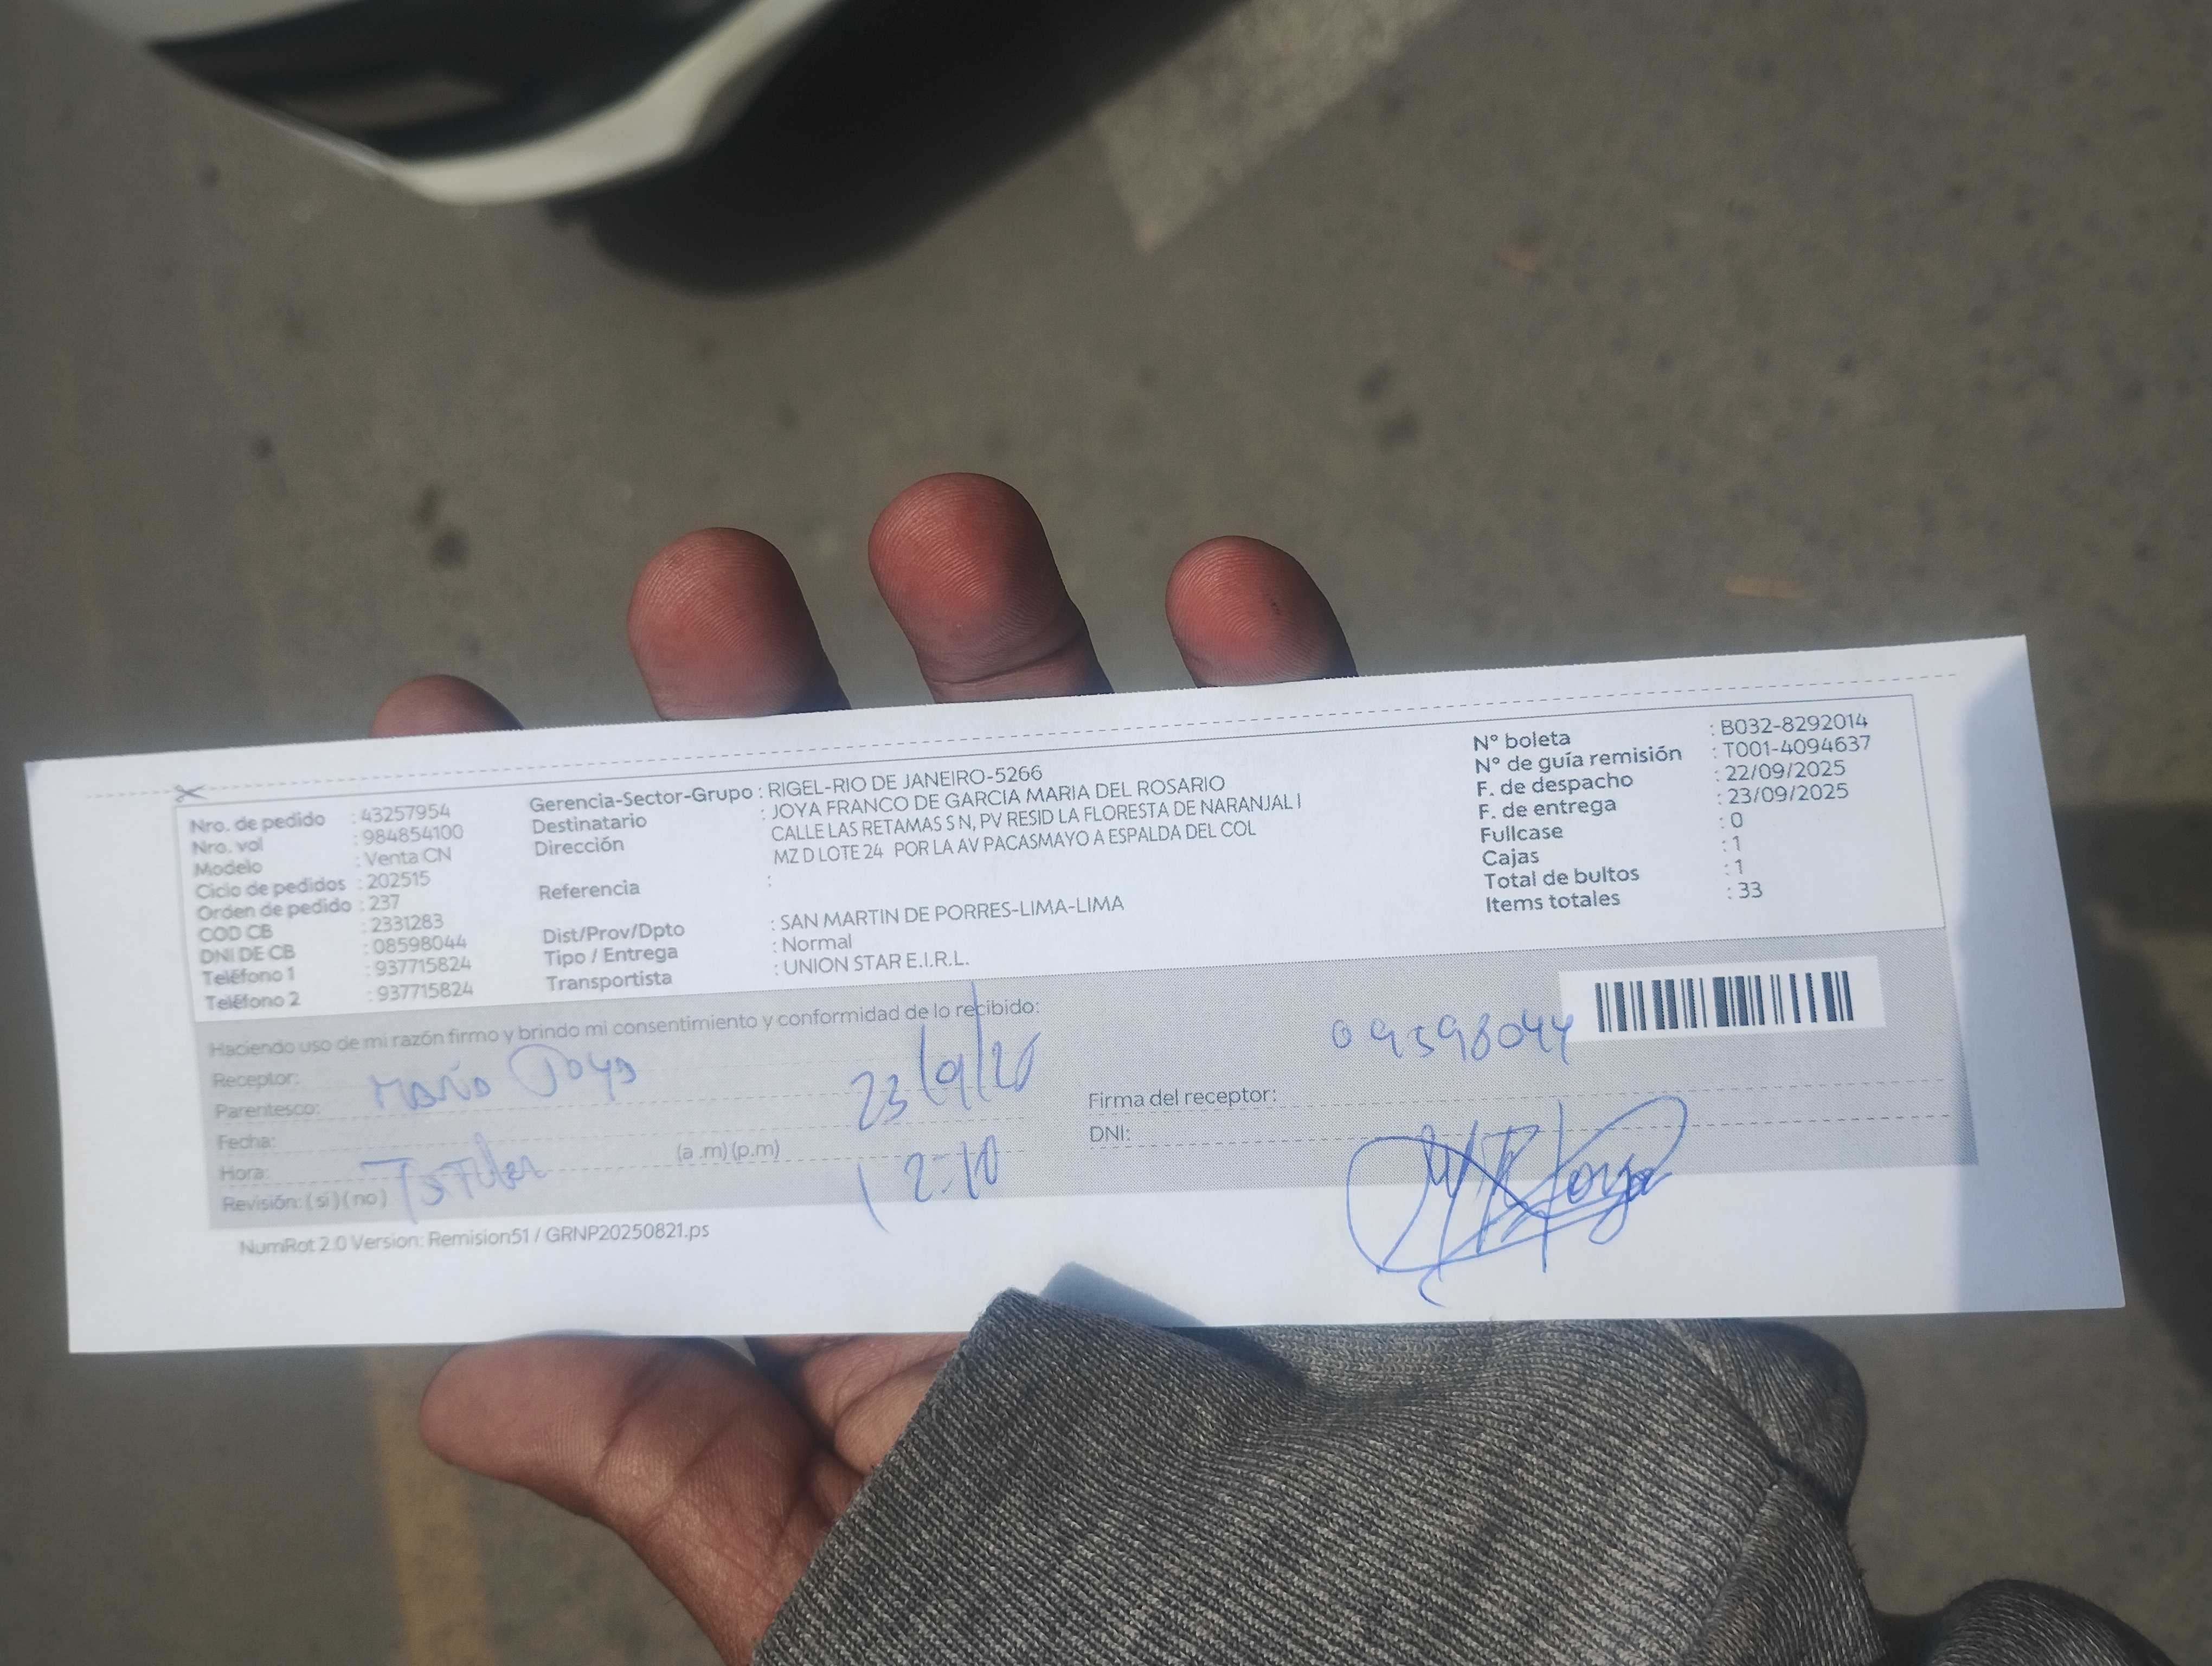 Nro. de pedido : 43257954
Nro. vol : 984854100
Modelo : Venta CN
Ciclo de pedidos : 202515
Orden de pedido : 237
COD CB : 2331283
DNI DE CB : 08598044
Teléfono 1 : 937715824
Teléfono 2 : 937715824
Gerencia-Sector-Grupo : RIGEL-RIO DE JANEIRO-5266
Destinatario : JOYA FRANCO DE GARCIA MARIA DEL ROSARIO
Dirección CALLE LAS RETAMAS S N, PV RESID LA FLORESTA DE NARANJAL I
MZ D LOTE 24 POR LA AV PACASMAYO A ESPALDA DEL COL
Referencia :
Dist/Prov/Dpto : SAN MARTIN DE PORRES-LIMA-LIMA
Tipo / Entrega : Normal
Transportista : UNION STAR E.I.R.L.
N° boleta : B032-8292014
N° de guía remisión : T001-4094637
F. de despacho : 22/09/2025
F. de entrega : 23/09/2025
Fullcase : 0
Cajas : 1
Total de bultos : 1
Items totales : 33
Haciendo uso de mi razón firmo y brindo mi consentimiento y conformidad de lo recibido:
Receptor: María Joya
Parentesco:
Fecha: 23/9/25
Hora: (a .m) (p.m) 12:10
Revisión: ( si ) ( no ) Titular
Firma del receptor:
DNI:
NumRot 2.0 Version: Remision51 / GRNP20250821.ps